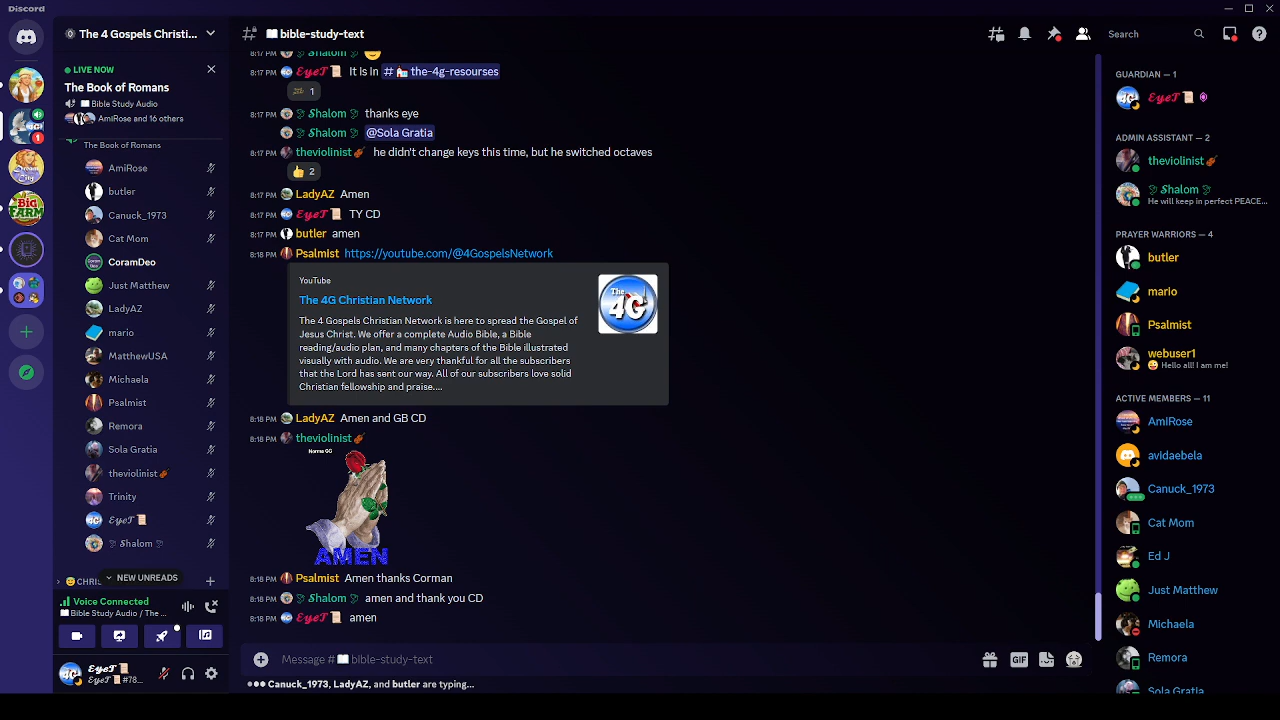 Discord
The 4 Gospels Christi...
LIVE NOW
The Book of Romans
Bible Study Audio
AmiRose and 16 others
The Book of Romans
AmiRose
butler
Canuck_1973
Cat Mom
CoramDeo
Just Matthew
LadyAZ
mario
MatthewUSA
Michaela
Psalmist
Remora
Sola Gratia
theviolinist
Trinity
EyeT
Shalom
CHRIS
NEW UNREADS
Voice Connected
Bible Study Audio / The ...
EyeT
EyeT #78...
bible-study-text
Search
8:17 PM Shalom
8:17 PM EyeT It is in # the-4g-resourses
1
8:17 PM Shalom thanks eye
Shalom @Sola Gratia
8:17 PM theviolinist he didn't change keys this time, but he switched octaves
2
8:17 PM LadyAZ Amen
8:17 PM EyeT TY CD
8:17 PM butler amen
8:18 PM Psalmist https://youtube.com/@4GospelsNetwork
YouTube
The 4G Christian Network
The 4 Gospels Christian Network is here to spread the Gospel of
Jesus Christ. We offer a complete Audio Bible, a Bible
reading/audio plan, and many chapters of the Bible illustrated
visually with audio. We are very thankful for all the subscribers
that the Lord has sent our way. All of our subscribers love solid
Christian fellowship and praise....
The
4G
8:18 PM LadyAZ Amen and GB CD
8:18 PM theviolinist
Norma GG
AMEN
8:18 PM Psalmist Amen thanks Corman
8:18 PM Shalom amen and thank you CD
8:18 PM EyeT amen
Message # bible-study-text
GIF
Canuck_1973, LadyAZ, and butler are typing...
GUARDIAN — 1
EyeT
ADMIN ASSISTANT — 2
theviolinist
Shalom
He will keep in perfect PEACE...
PRAYER WARRIORS — 4
butler
mario
Psalmist
webuser1
Hello all! I am me!
ACTIVE MEMBERS — 11
AmiRose
avidaebela
Canuck_1973
Cat Mom
Ed J
Just Matthew
Michaela
Remora
Sola Gratia